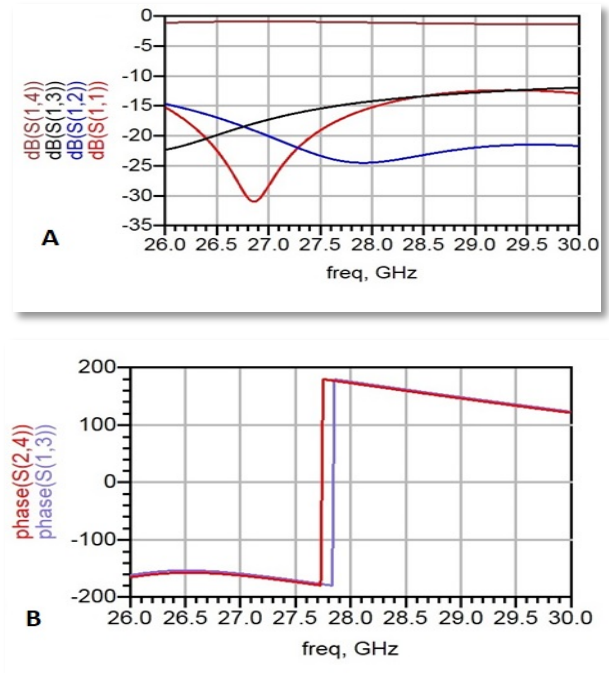 dB(S(1,4))
dB(S(1,3))
dB(S(1,2))
dB(S(1,1))
0
-5
-10
-15
-20
-25
-30
-35
26.0 26.5 27.0 27.5 28.0 28.5 29.0 29.5 30.0
freq, GHz
A
phase(S(2,4))
phase(S(1,3))
200
100
0
-100
-200
26.0 26.5 27.0 27.5 28.0 28.5 29.0 29.5 30.0
freq, GHz
B